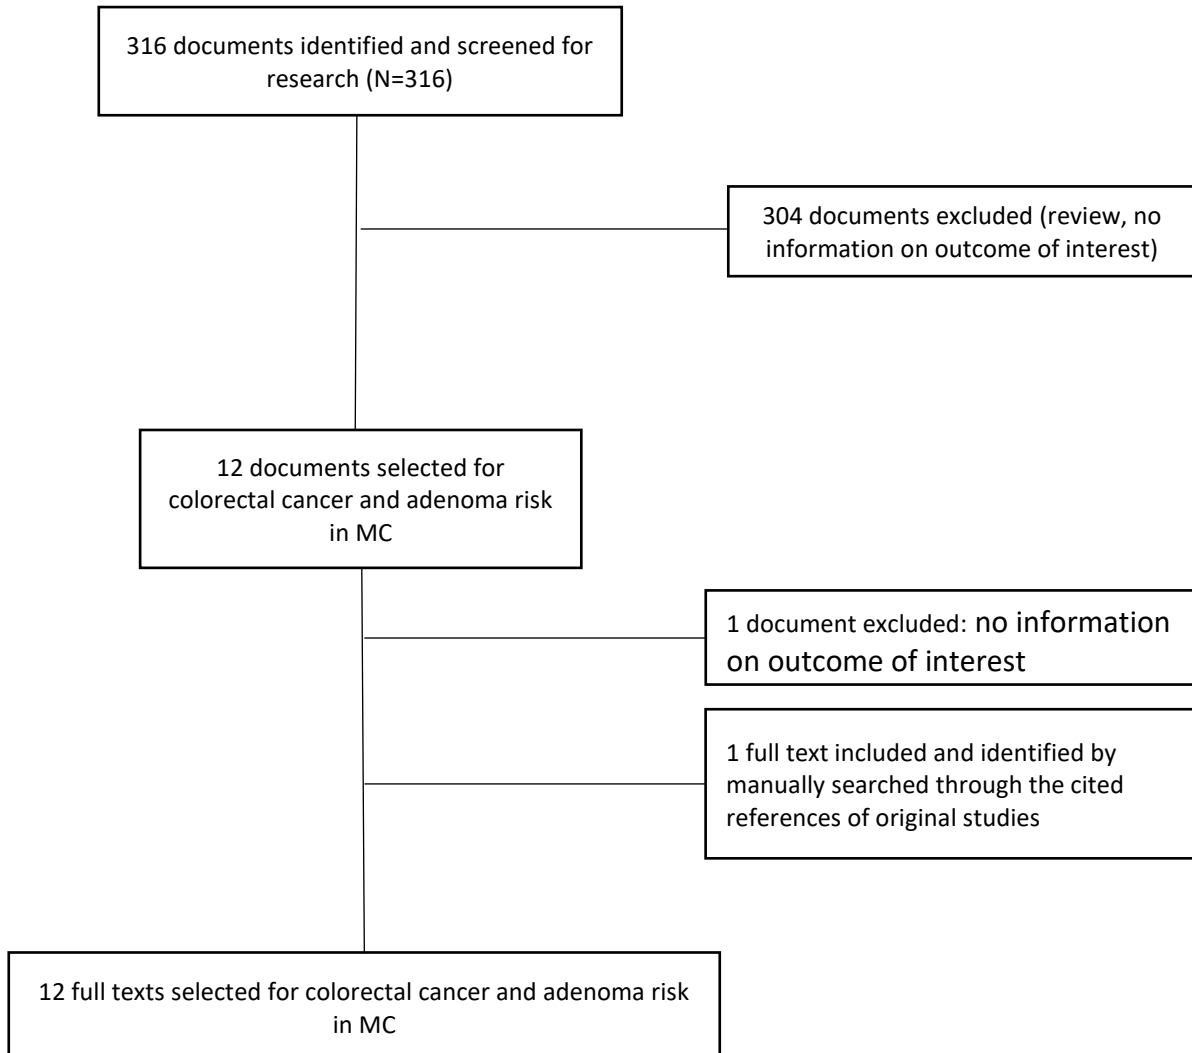 316 documents identified and screened for
research (N=316)
304 documents excluded (review, no
information on outcome of interest)
12 documents selected for
colorectal cancer and adenoma risk
in MC
1 document excluded: no information
on outcome of interest
1 full text included and identified by
manually searched through the cited
references of original studies
12 full texts selected for colorectal cancer and adenoma risk
in MC